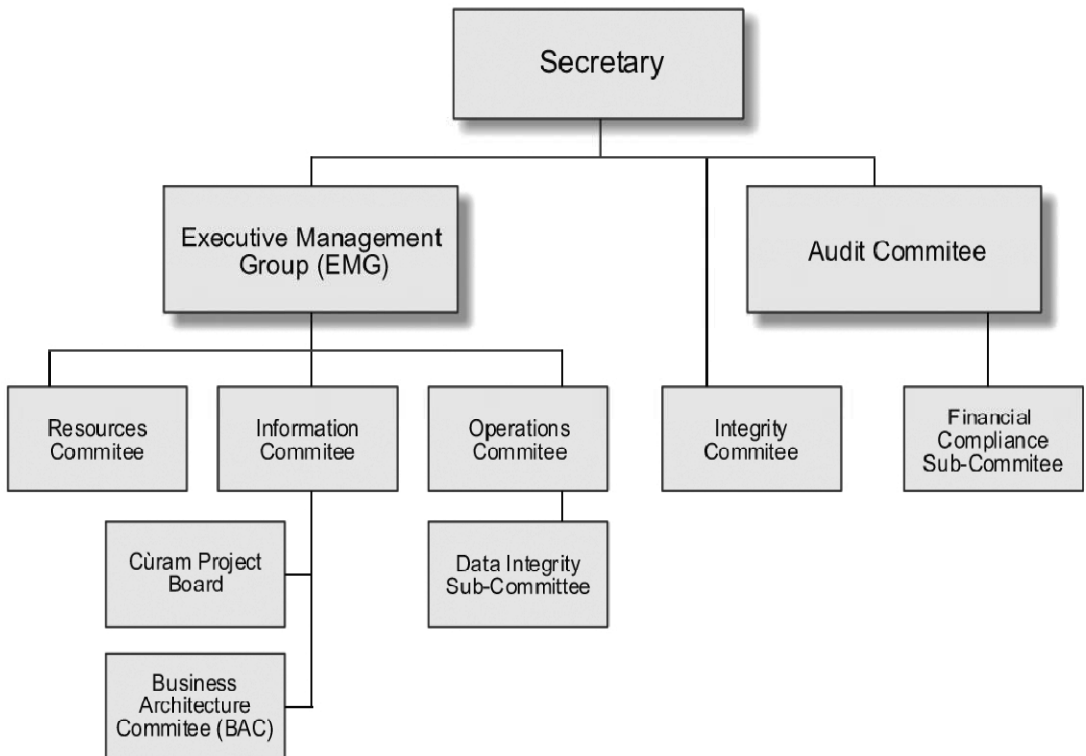 Secretary
Executive Management
Group (EMG)
Audit Commitee
Resources
Commitee
Information
Commitee
Operations
Commitee
Integrity
Commitee
Financial
Compliance
Sub-Commitee
Cùram Project
Board
Data Integrity
Sub-Committee
Business
Architecture
Commitee (BAC)